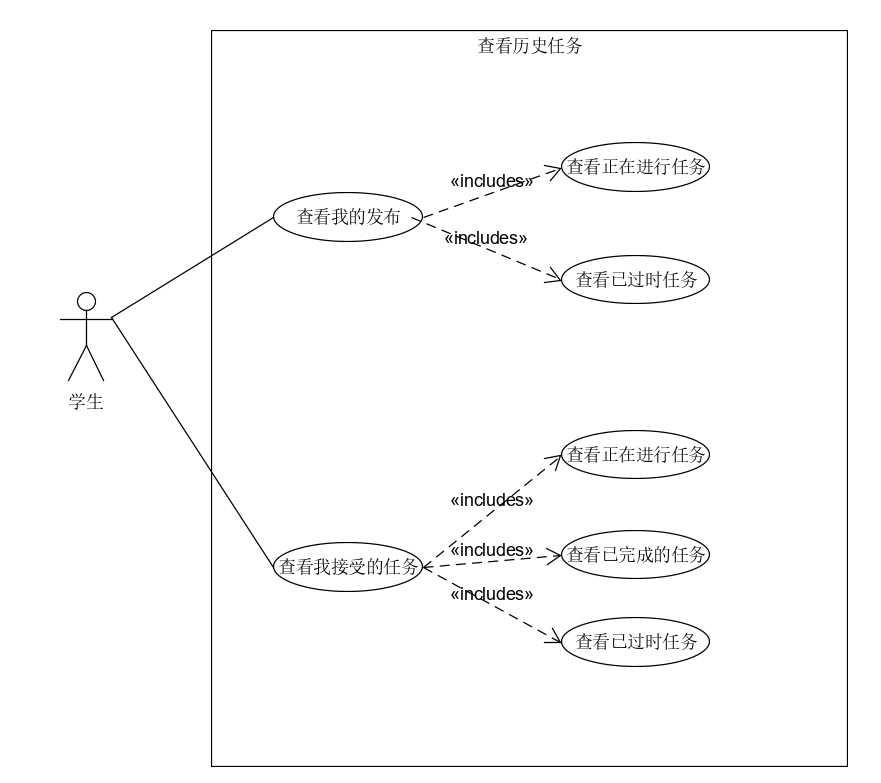 查看历史任务
查看正在进行任务
«includes»
查看我的发布
«includes»
查看已过时任务
学生
查看正在进行任务
«includes»
«includes»
查看已完成的任务
查看我接受的任务
«includes»
查看已过时任务